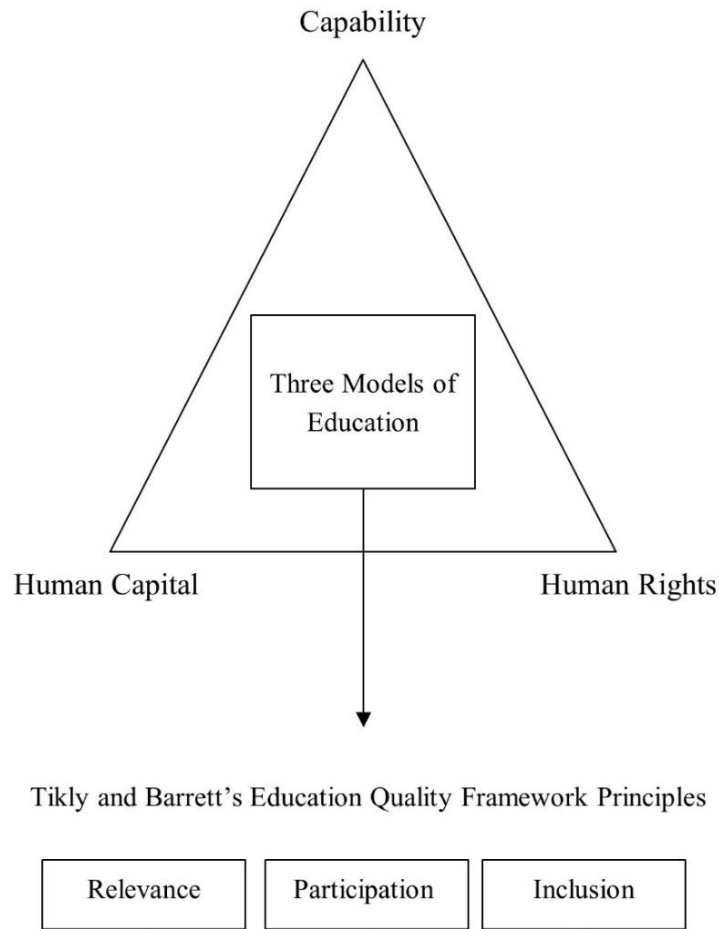 Capability
Three Models of
Education
Human Capital
Human Rights
Tikly and Barrett’s Education Quality Framework Principles
Relevance
Participation
Inclusion